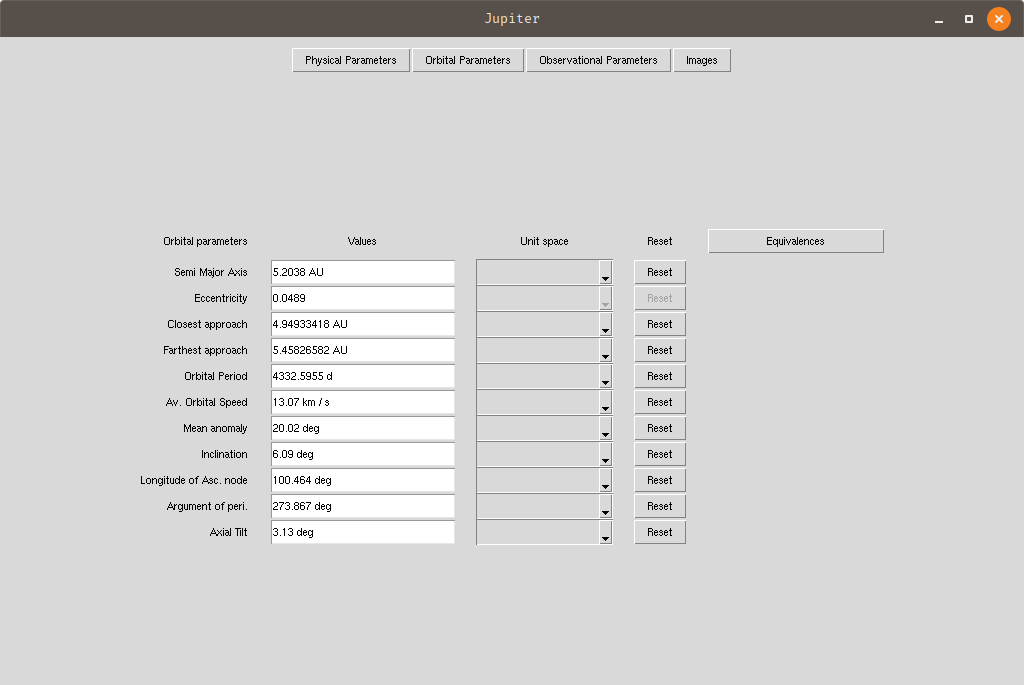 Jupiter
Physical Parameters Orbital Parameters Observational Parameters Images
Orbital parameters Values Unit space Reset Equivalences
Semi Major Axis 5.2038 AU Reset
Eccentricity 0.0489 Reset
Closest approach 4.94933418 AU Reset
Farthest approach 5.45826582 AU Reset
Orbital Period 4332.5955 d Reset
Av. Orbital Speed 13.07 km / s Reset
Mean anomaly 20.02 deg Reset
Inclination 6.09 deg Reset
Longitude of Asc. node 100.464 deg Reset
Argument of peri. 273.867 deg Reset
Axial Tilt 3.13 deg Reset